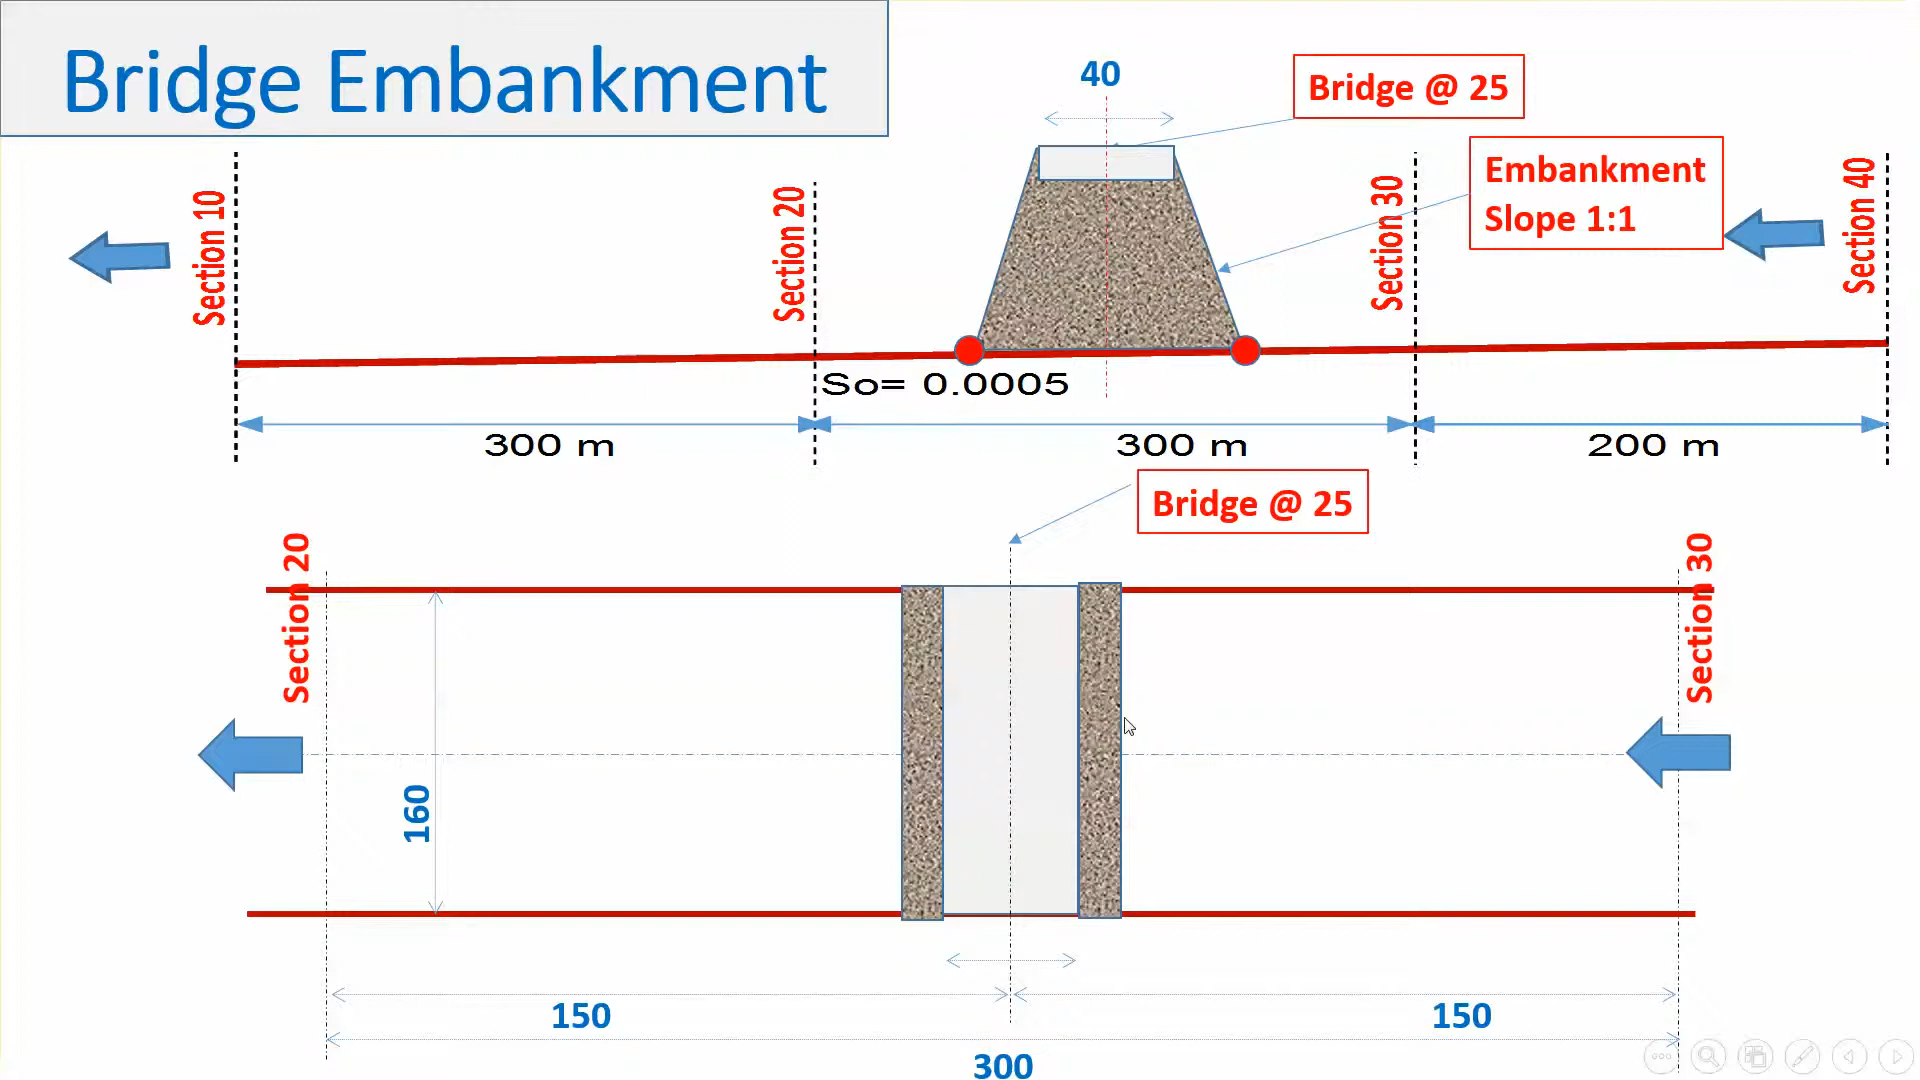 Bridge Embankment
40
Bridge @ 25
Embankment
Slope 1:1
Section 10
Section 20
Section 30
Section 40
So= 0.0005
300 m
300 m
200 m
Bridge @ 25
Section 20
Section 30
160
150
150
300